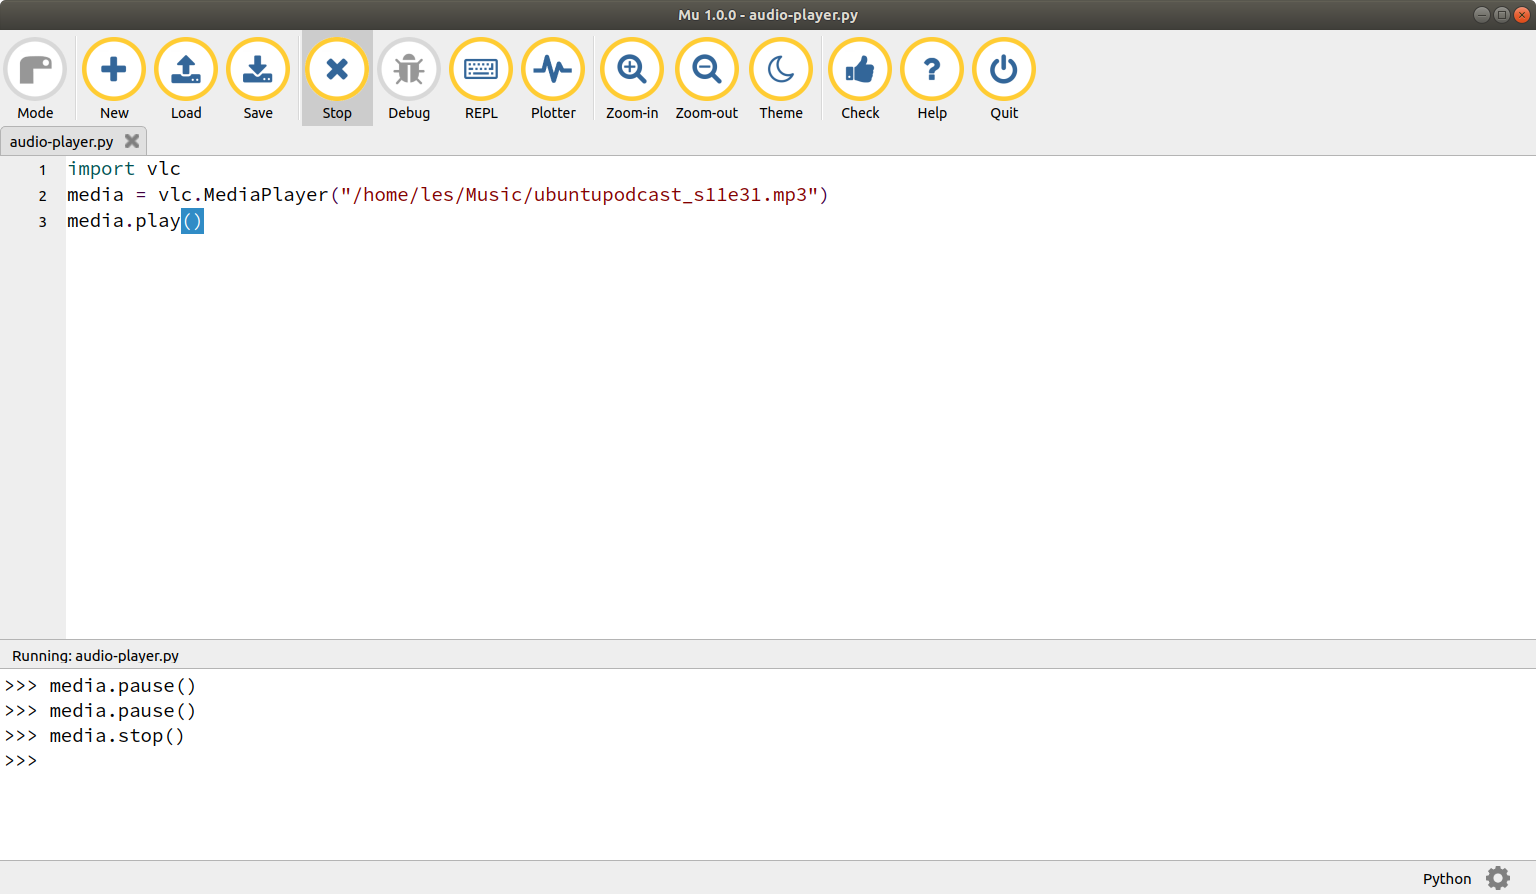 Mu 1.0.0 - audio-player.py
Mode New Load Save Stop Debug REPL Plotter Zoom-in Zoom-out Theme Check Help Quit
audio-player.py
1 import vlc
2 media = vlc.MediaPlayer("/home/les/Music/ubuntupodcast_s11e31.mp3")
3 media.play()
Running: audio-player.py
>>> media.pause()
>>> media.pause()
>>> media.stop()
>>>
Python